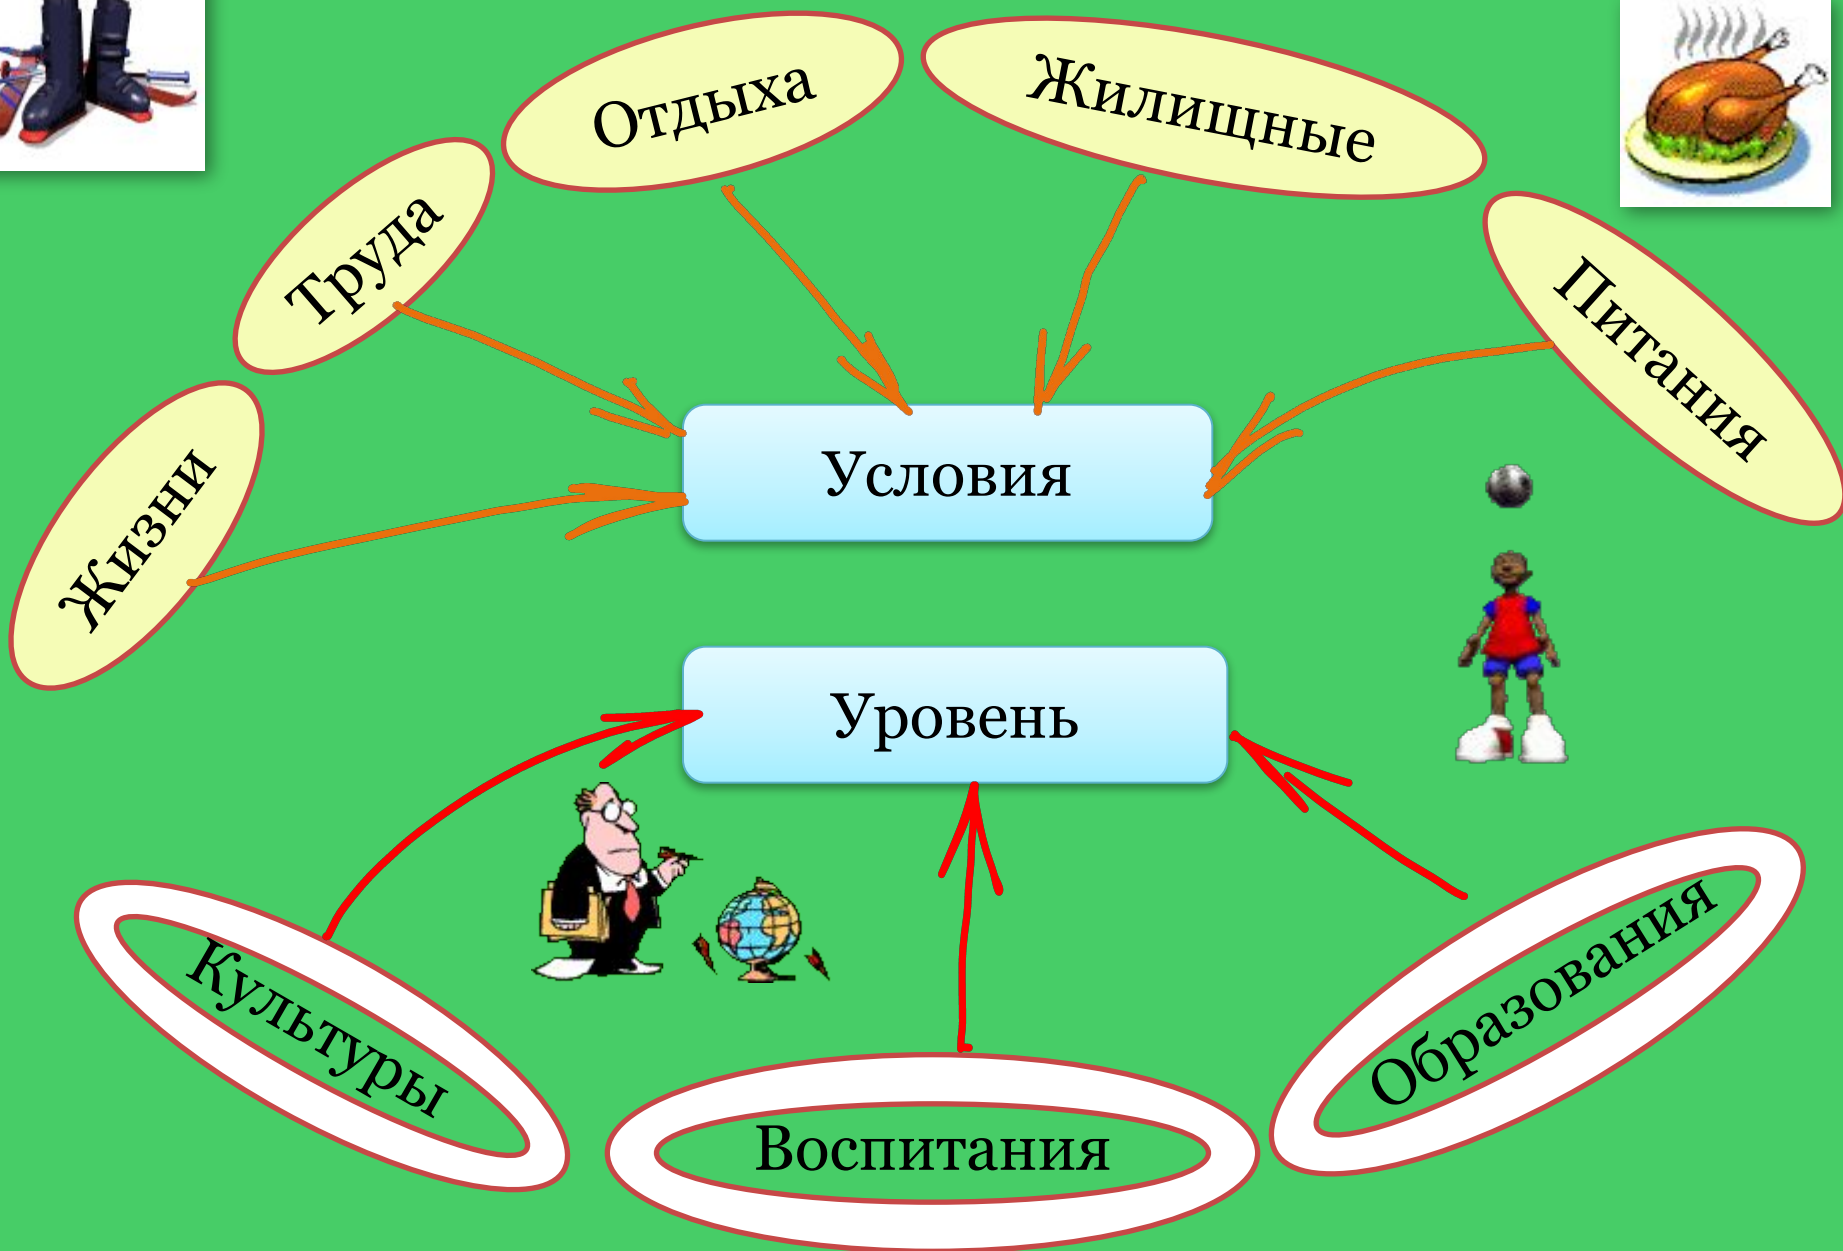 Отдыха
Жилищные
Труда
Питания
Жизни
Условия
Уровень
Культуры
Воспитания
Образования